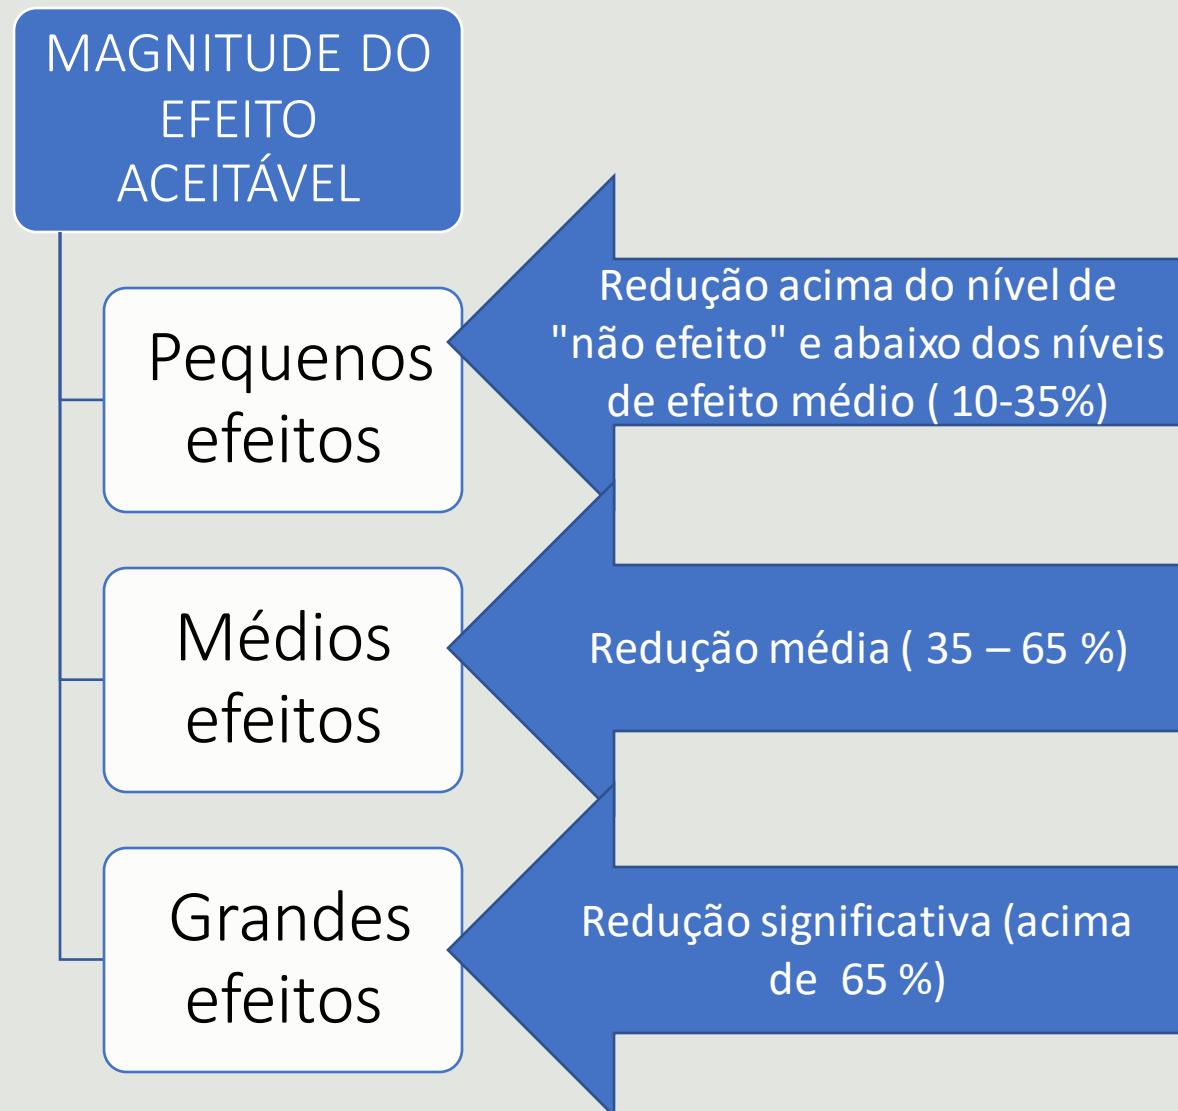 MAGNITUDE DO
EFEITO
ACEITÁVEL
Pequenos
efeitos
Redução acima do nível de
"não efeito" e abaixo dos níveis
de efeito médio ( 10-35%)
Médios
efeitos
Redução média ( 35 – 65 %)
Grandes
efeitos
Redução significativa (acima
de 65 %)